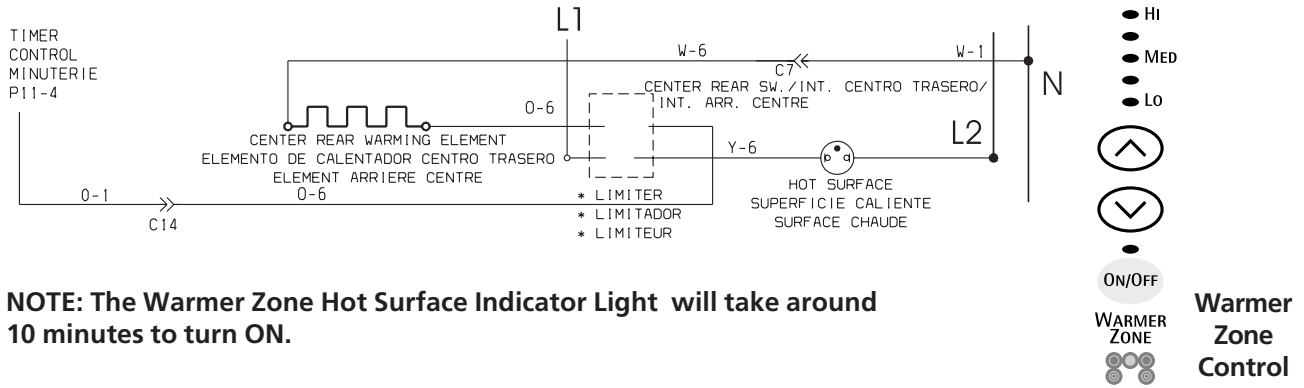 TIMER
CONTROL
MINUTERIE
P11-4
L1
W-6
W-1
C7
CENTER REAR SW./INT. CENTRO TRASERO/
INT. ARR. CENTRE
N
O-6
CENTER REAR WARMING ELEMENT
ELEMENTO DE CALENTADOR CENTRO TRASERO
ELEMENT ARRIERE CENTRE
L2
Y-6
HOT SURFACE
SUPERFICIE CALIENTE
SURFACE CHAUDE
O-1
O-6
C14
* LIMITER
* LIMITADOR
* LIMITEUR
HI
MED
LO
ON/OFF
WARMER
ZONE
Warmer
Zone
Control
NOTE: The Warmer Zone Hot Surface Indicator Light will take around
10 minutes to turn ON.